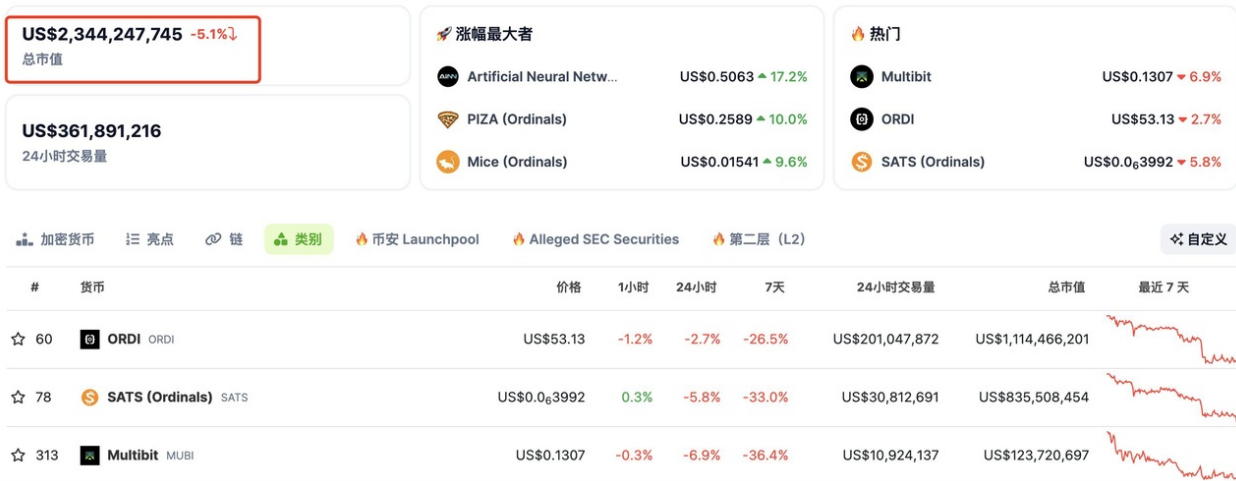 US$2,344,247,745 -5.1%
总市值
US$361,891,216
24小时交易量
🚀 涨幅最大者
Artificial Neural Netw... US$0.5063 ▲ 17.2%
PIZA (Ordinals) US$0.2589 ▲ 10.0%
Mice (Ordinals) US$0.01541 ▲ 9.6%
🔥 热门
Multibit US$0.1307 ▼ 6.9%
ORDI US$53.13 ▼ 2.7%
SATS (Ordinals) US$0.0₆3992 ▼ 5.8%
加密货币 亮点 链 类别 🔥 币安 Launchpool 🔥 Alleged SEC Securities 🔥 第二层（L2） 自定义
# 货币 价格 1小时 24小时 7天 24小时交易量 总市值 最近 7 天
60 ORDI ORDI US$53.13 -1.2% -2.7% -26.5% US$201,047,872 US$1,114,466,201
78 SATS (Ordinals) SATS US$0.0₆3992 0.3% -5.8% -33.0% US$30,812,691 US$835,508,454
313 Multibit MUBI US$0.1307 -0.3% -6.9% -36.4% US$10,924,137 US$123,720,697